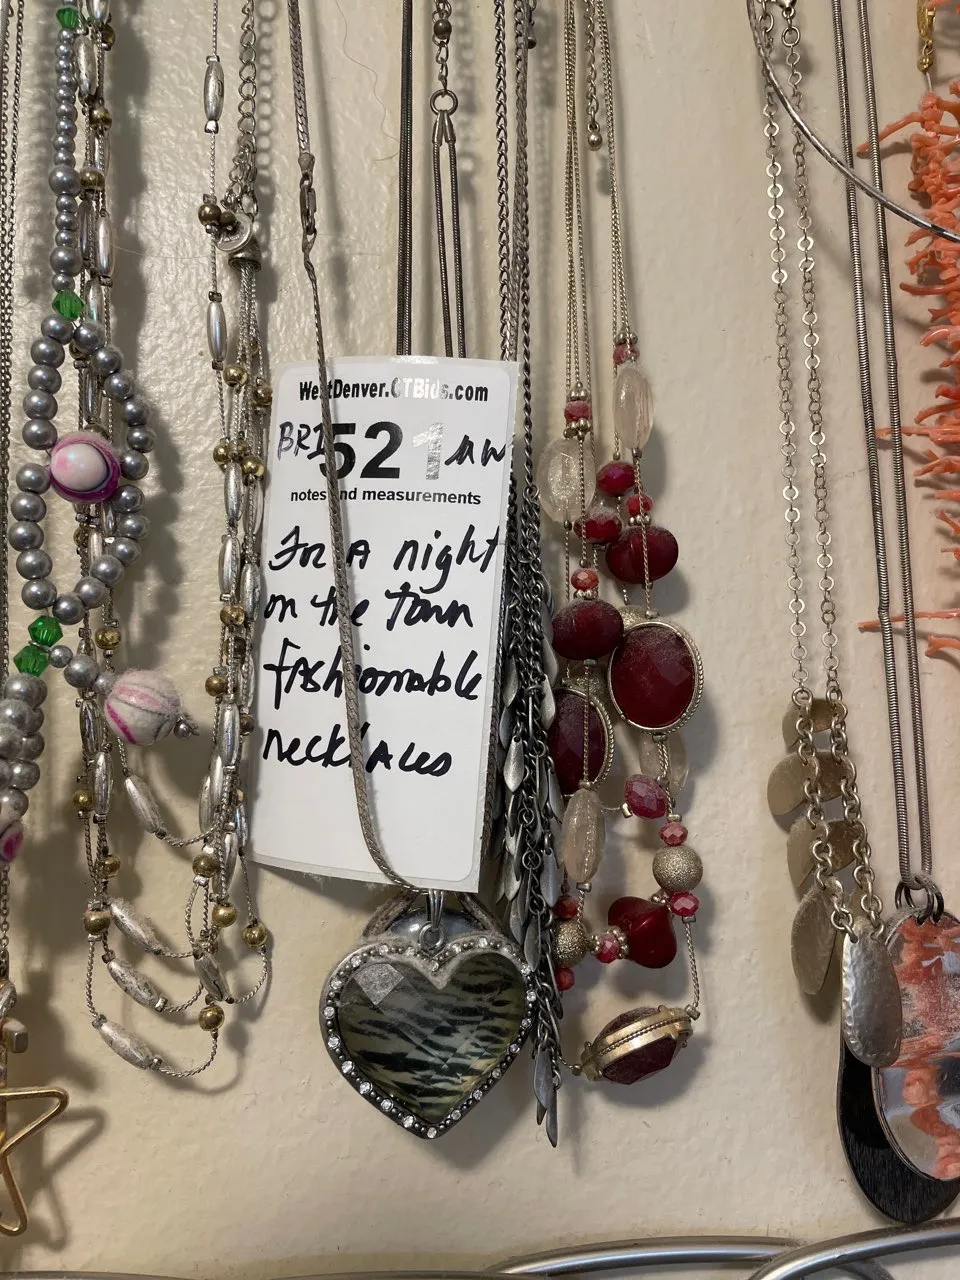 WestDenver.CTBids.com
BRI 521 AW
notes and measurements
For A night
on the Town
fashionable
necklaces